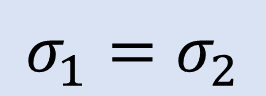 σ₁ = σ₂